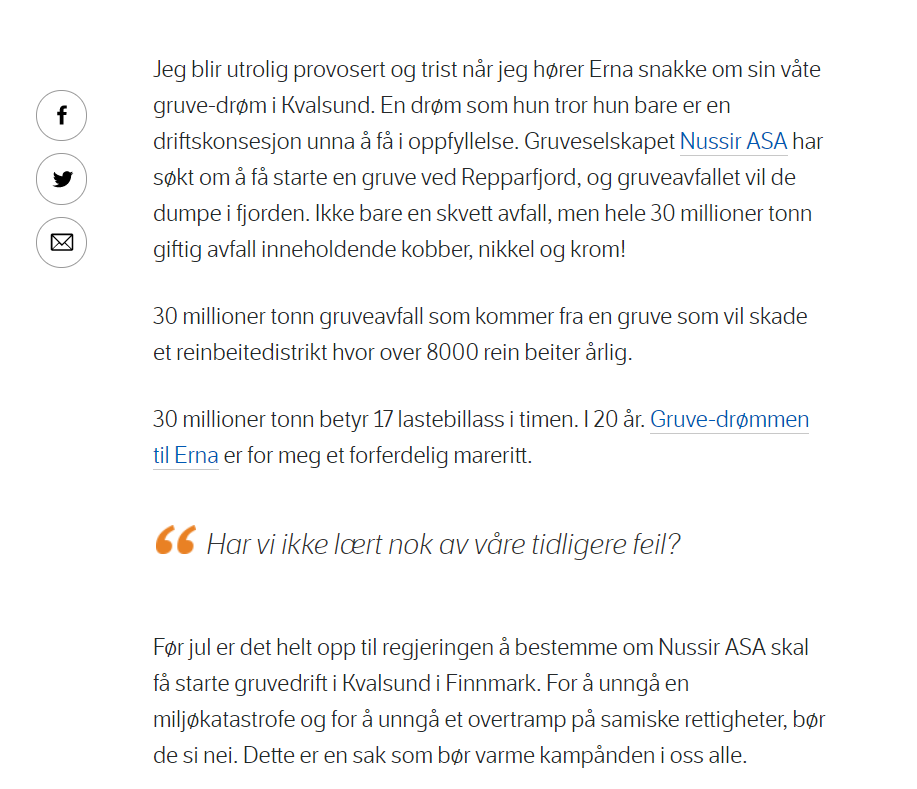 Jeg blir utrolig provosert og trist når jeg hører Erna snakke om sin våte
gruve-drøm i Kvalsund. En drøm som hun tror hun bare er en
driftskonsesjon unna å få i oppfyllelse. Gruveselskapet Nussir ASA har
søkt om å få starte en gruve ved Repparfjord, og gruveavfallet vil de
dumpe i fjorden. Ikke bare en skvett avfall, men hele 30 millioner tonn
giftig avfall inneholdende kobber, nikkel og krom!
30 millioner tonn gruveavfall som kommer fra en gruve som vil skade
et reinbeitedistrikt hvor over 8000 rein beiter årlig.
30 millioner tonn betyr 17 lastebillass i timen. I 20 år. Gruve-drømmen
til Erna er for meg et forferdelig mareritt.
“ Har vi ikke lært nok av våre tidligere feil?
Før jul er det helt opp til regjeringen å bestemme om Nussir ASA skal
få starte gruvedrift i Kvalsund i Finnmark. For å unngå en
miljøkatastrofe og for å unngå et overtramp på samiske rettigheter, bør
de si nei. Dette er en sak som bør varme kampånden i oss alle.